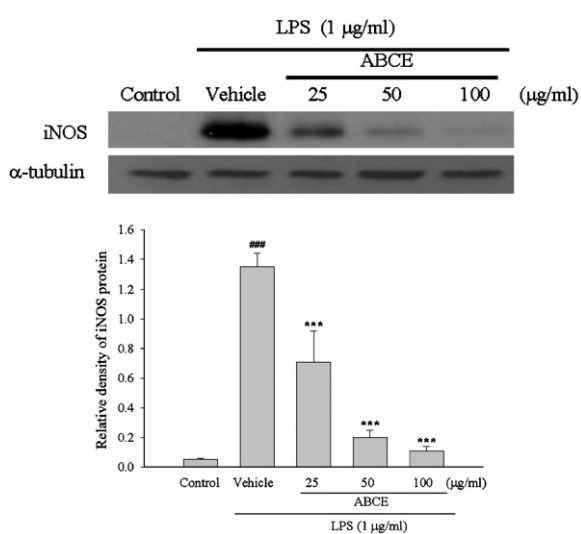 LPS (1 μg/ml)
ABCE
Control Vehicle 25 50 100 (μg/ml)
iNOS
α-tubulin
Relative density of iNOS protein
1.6
1.4
1.2
1.0
0.8
0.6
0.4
0.2
0.0
###
***
***
***
Control Vehicle 25 50 100 (μg/ml)
ABCE
LPS (1 μg/ml)